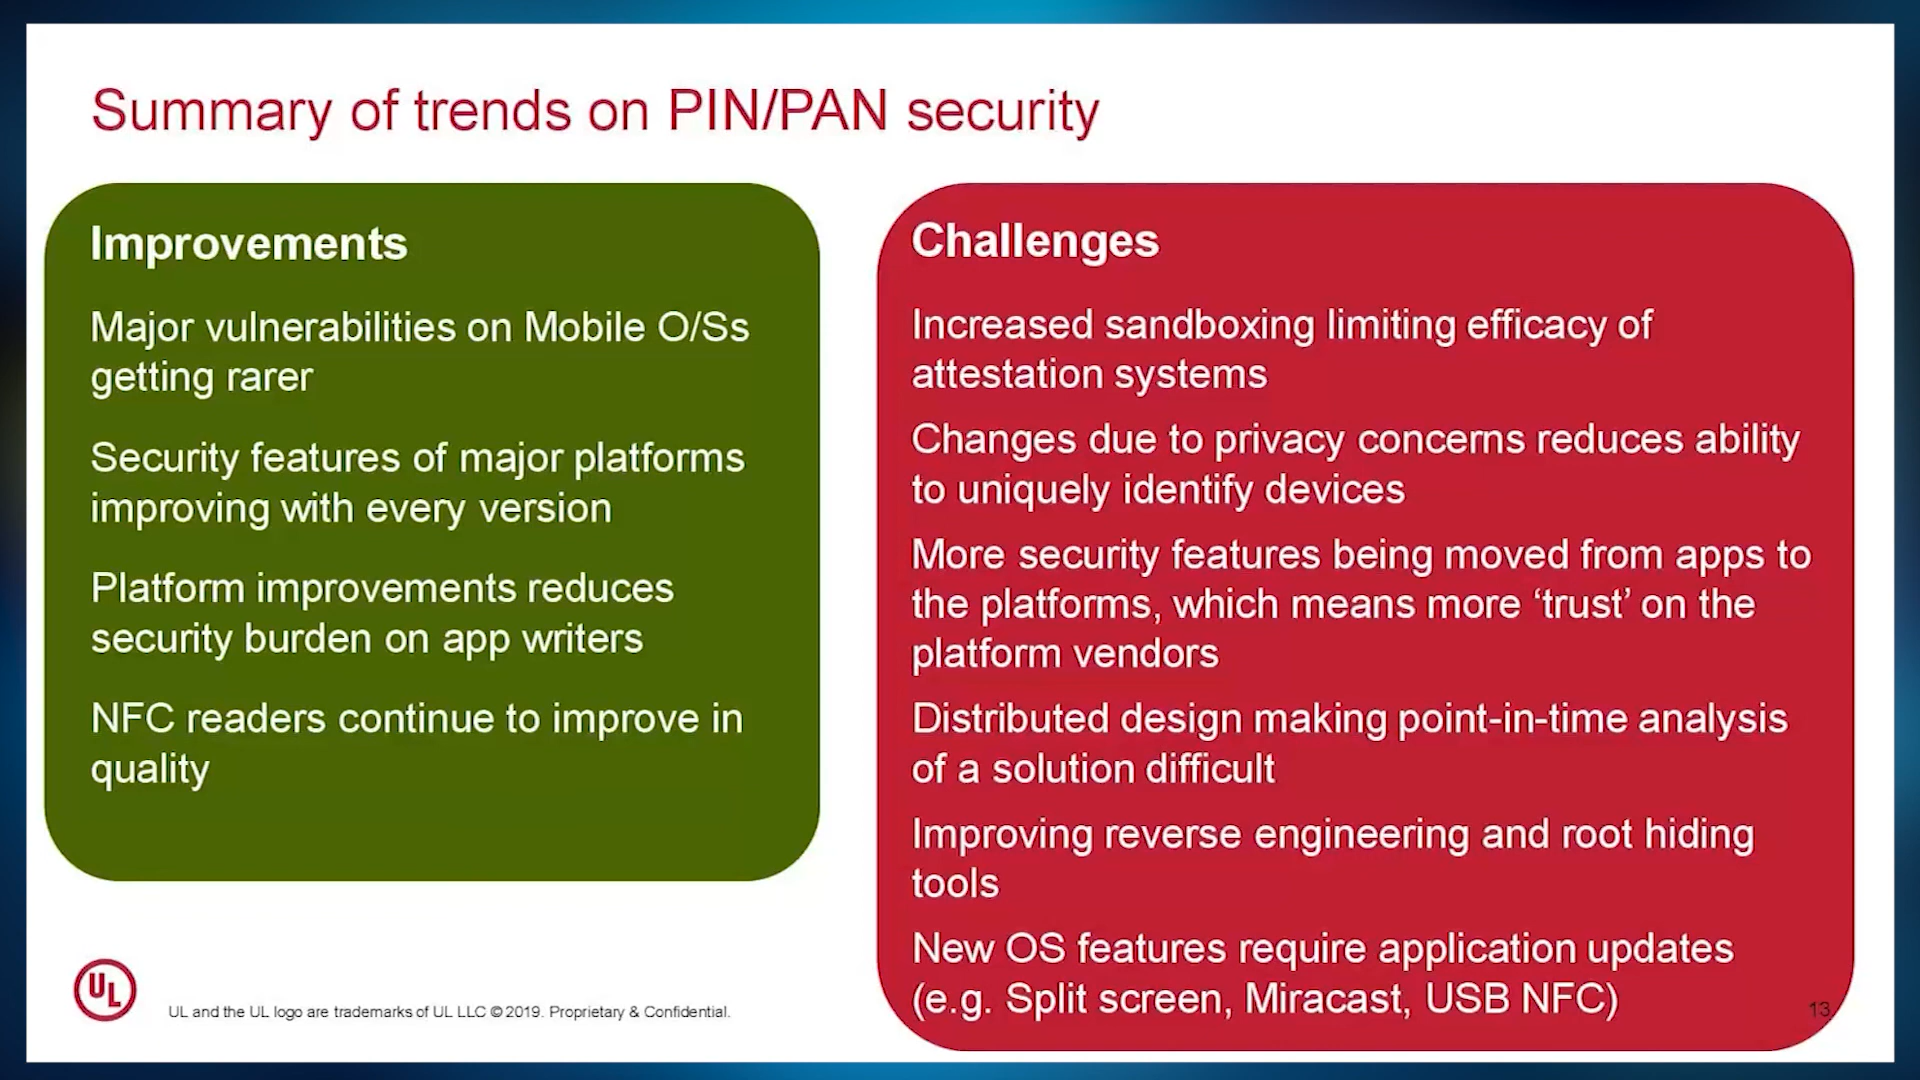 Summary of trends on PIN/PAN security
Improvements
Major vulnerabilities on Mobile O/Ss
getting rarer
Security features of major platforms
improving with every version
Platform improvements reduces
security burden on app writers
NFC readers continue to improve in
quality
Challenges
Increased sandboxing limiting efficacy of
attestation systems
Changes due to privacy concerns reduces ability
to uniquely identify devices
More security features being moved from apps to
the platforms, which means more ‘trust’ on the
platform vendors
Distributed design making point-in-time analysis
of a solution difficult
Improving reverse engineering and root hiding
tools
New OS features require application updates
(e.g. Split screen, Miracast, USB NFC)
UL
UL and the UL logo are trademarks of UL LLC © 2019. Proprietary & Confidential.
13